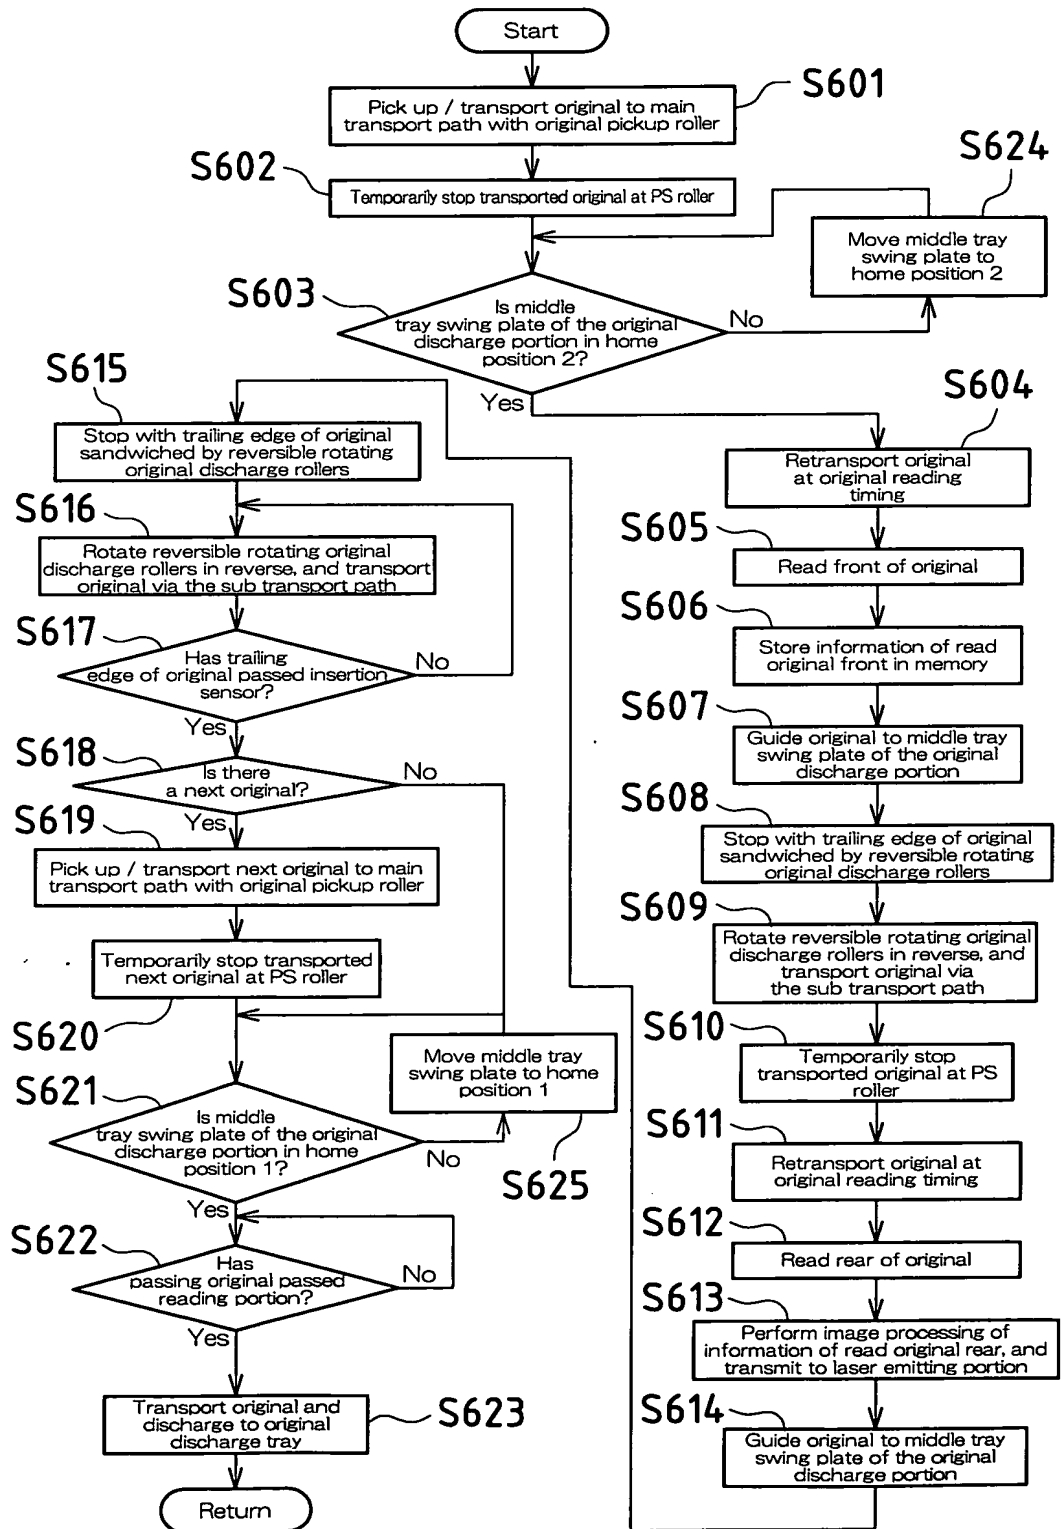 Start
S601
Pick up / transport original to main
transport path with original pickup roller
S602
Temporarily stop transported original at PS roller
S624
Move middle tray
swing plate to
home position 2
S603
Is middle
tray swing plate of the original
discharge portion in home
position 2?
No
Yes
S604
Retransport original
at original reading
timing
S605
Read front of original
S606
Store information of read
original front in memory
S607
Guide original to middle tray
swing plate of the original
discharge portion
S608
Stop with trailing edge of original
sandwiched by reversible rotating
original discharge rollers
S609
Rotate reversible rotating original
discharge rollers in reverse, and
transport original via
the sub transport path
S610
Temporarily stop
transported original at PS
roller
S611
Retransport original at
original reading timing
S612
Read rear of original
S613
Perform image processing of
information of read original rear, and
transmit to laser emitting portion
S614
Guide original to middle tray
swing plate of the original
discharge portion
S615
Stop with trailing edge of original
sandwiched by reversible rotating
original discharge rollers
S616
Rotate reversible rotating original
discharge rollers in reverse, and transport
original via the sub transport path
S617
Has trailing
edge of original passed insertion
sensor?
No
Yes
S618
Is there
a next original?
No
Yes
S619
Pick up / transport next original to main
transport path with original pickup roller
Temporarily stop transported
next original at PS roller
S620
Move middle tray
swing plate to home
position 1
S625
S621
Is middle
tray swing plate of the original
discharge portion in home
position 1?
No
Yes
S622
Has
passing original passed
reading portion?
No
Yes
Transport original and
discharge to original
discharge tray
S623
Return